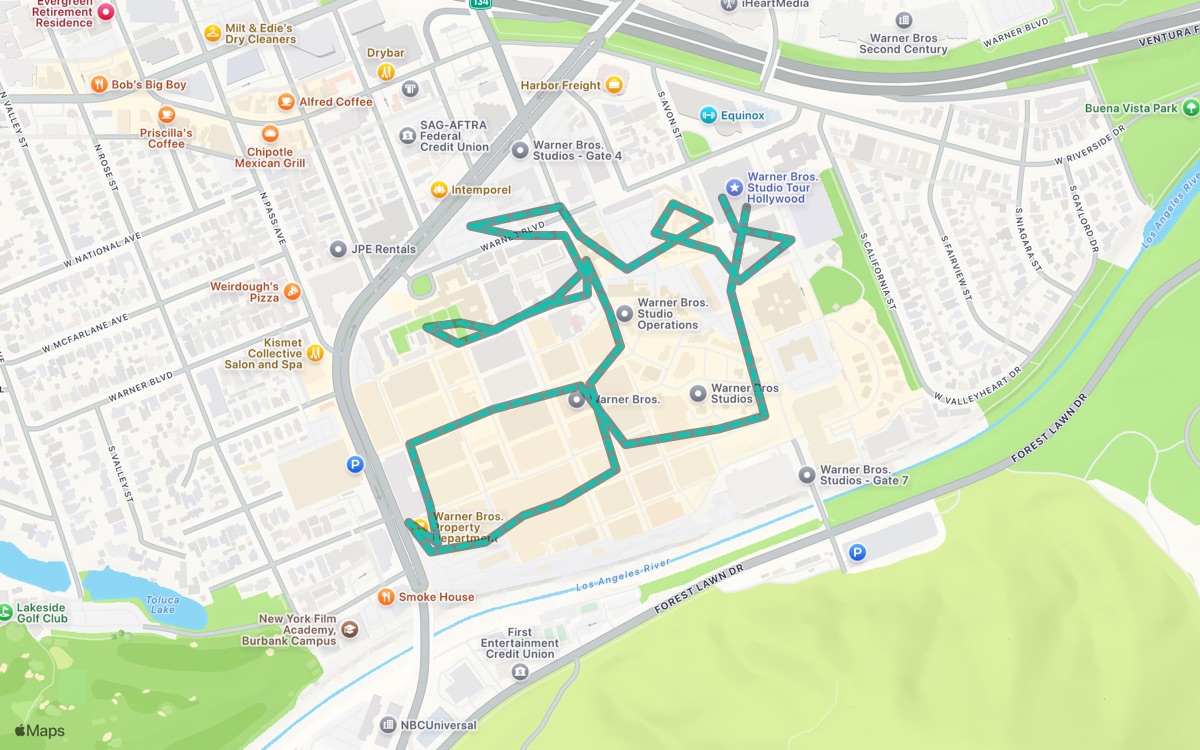 Evergreen
Retirement
Residence
Milt & Edie's
Dry Cleaners
134
iHeartMedia
Warner Bros
Second Century
WARNER BLVD
VENTURA F
Drybar
Bob's Big Boy
Alfred Coffee
Harbor Freight
S AVON ST
Equinox
Buena Vista Park
N VALLEY ST
Priscilla's
Coffee
Chipotle
Mexican Grill
SAG-AFTRA
Federal
Credit Union
Warner Bros.
Studios - Gate 4
W RIVERSIDE DR
N ROSE ST
N PASS AVE
Intemporel
Warner Bros.
Studio Tour
Hollywood
S GAYLORD DR
Los Angeles Rive
W NATIONAL AVE
JPE Rentals
WARNER BLVD
S CALIFORNIA ST
S FAIRVIEW ST
S NIAGARA ST
Weirdough's
Pizza
Warner Bros.
Studio
Operations
W MCFARLANE AVE
Kismet
Collective
Salon and Spa
WARNER BLVD
Warner Bros.
Warner Bros
Studios
W VALLEYHEART DR
FOREST LAWN DR
S VALLEY ST
P
Warner Bros.
Studios - Gate 7
Warner Bros.
Property
Department
P
Los Angeles River
FOREST LAWN DR
Toluca
Lake
Smoke House
Lakeside
Golf Club
New York Film
Academy,
Burbank Campus
First
Entertainment
Credit Union
NBCUniversal
Maps